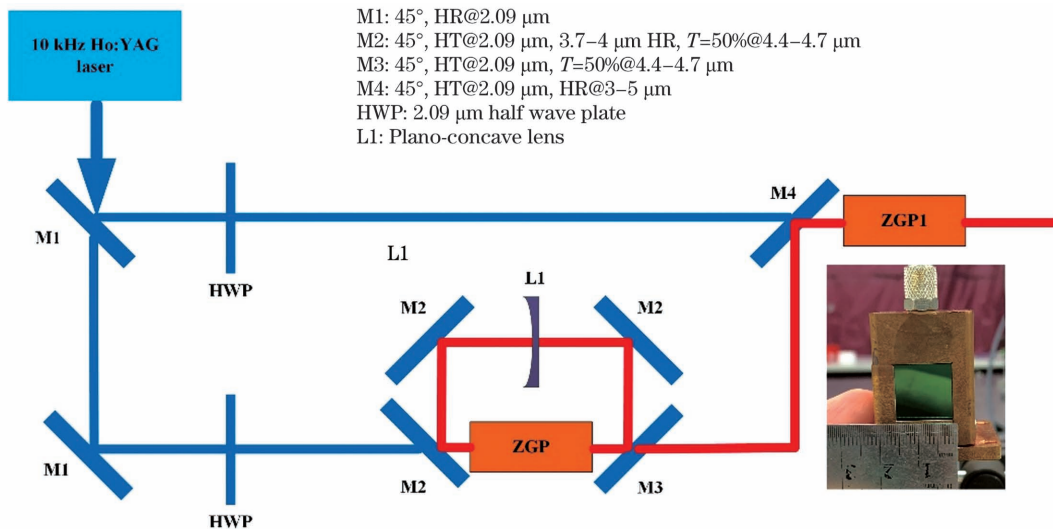 M1: 45°, HR@2.09 μm
M2: 45°, HT@2.09 μm, 3.7–4 μm HR, T=50%@4.4–4.7 μm
M3: 45°, HT@2.09 μm, T=50%@4.4–4.7 μm
M4: 45°, HT@2.09 μm, HR@3–5 μm
HWP: 2.09 μm half wave plate
L1: Plano-concave lens
10 kHz Ho:YAG
laser
M1
HWP
M4
ZGP1
L1
L1
M2
M2
M1
HWP
M2
ZGP
M3
3 2 1